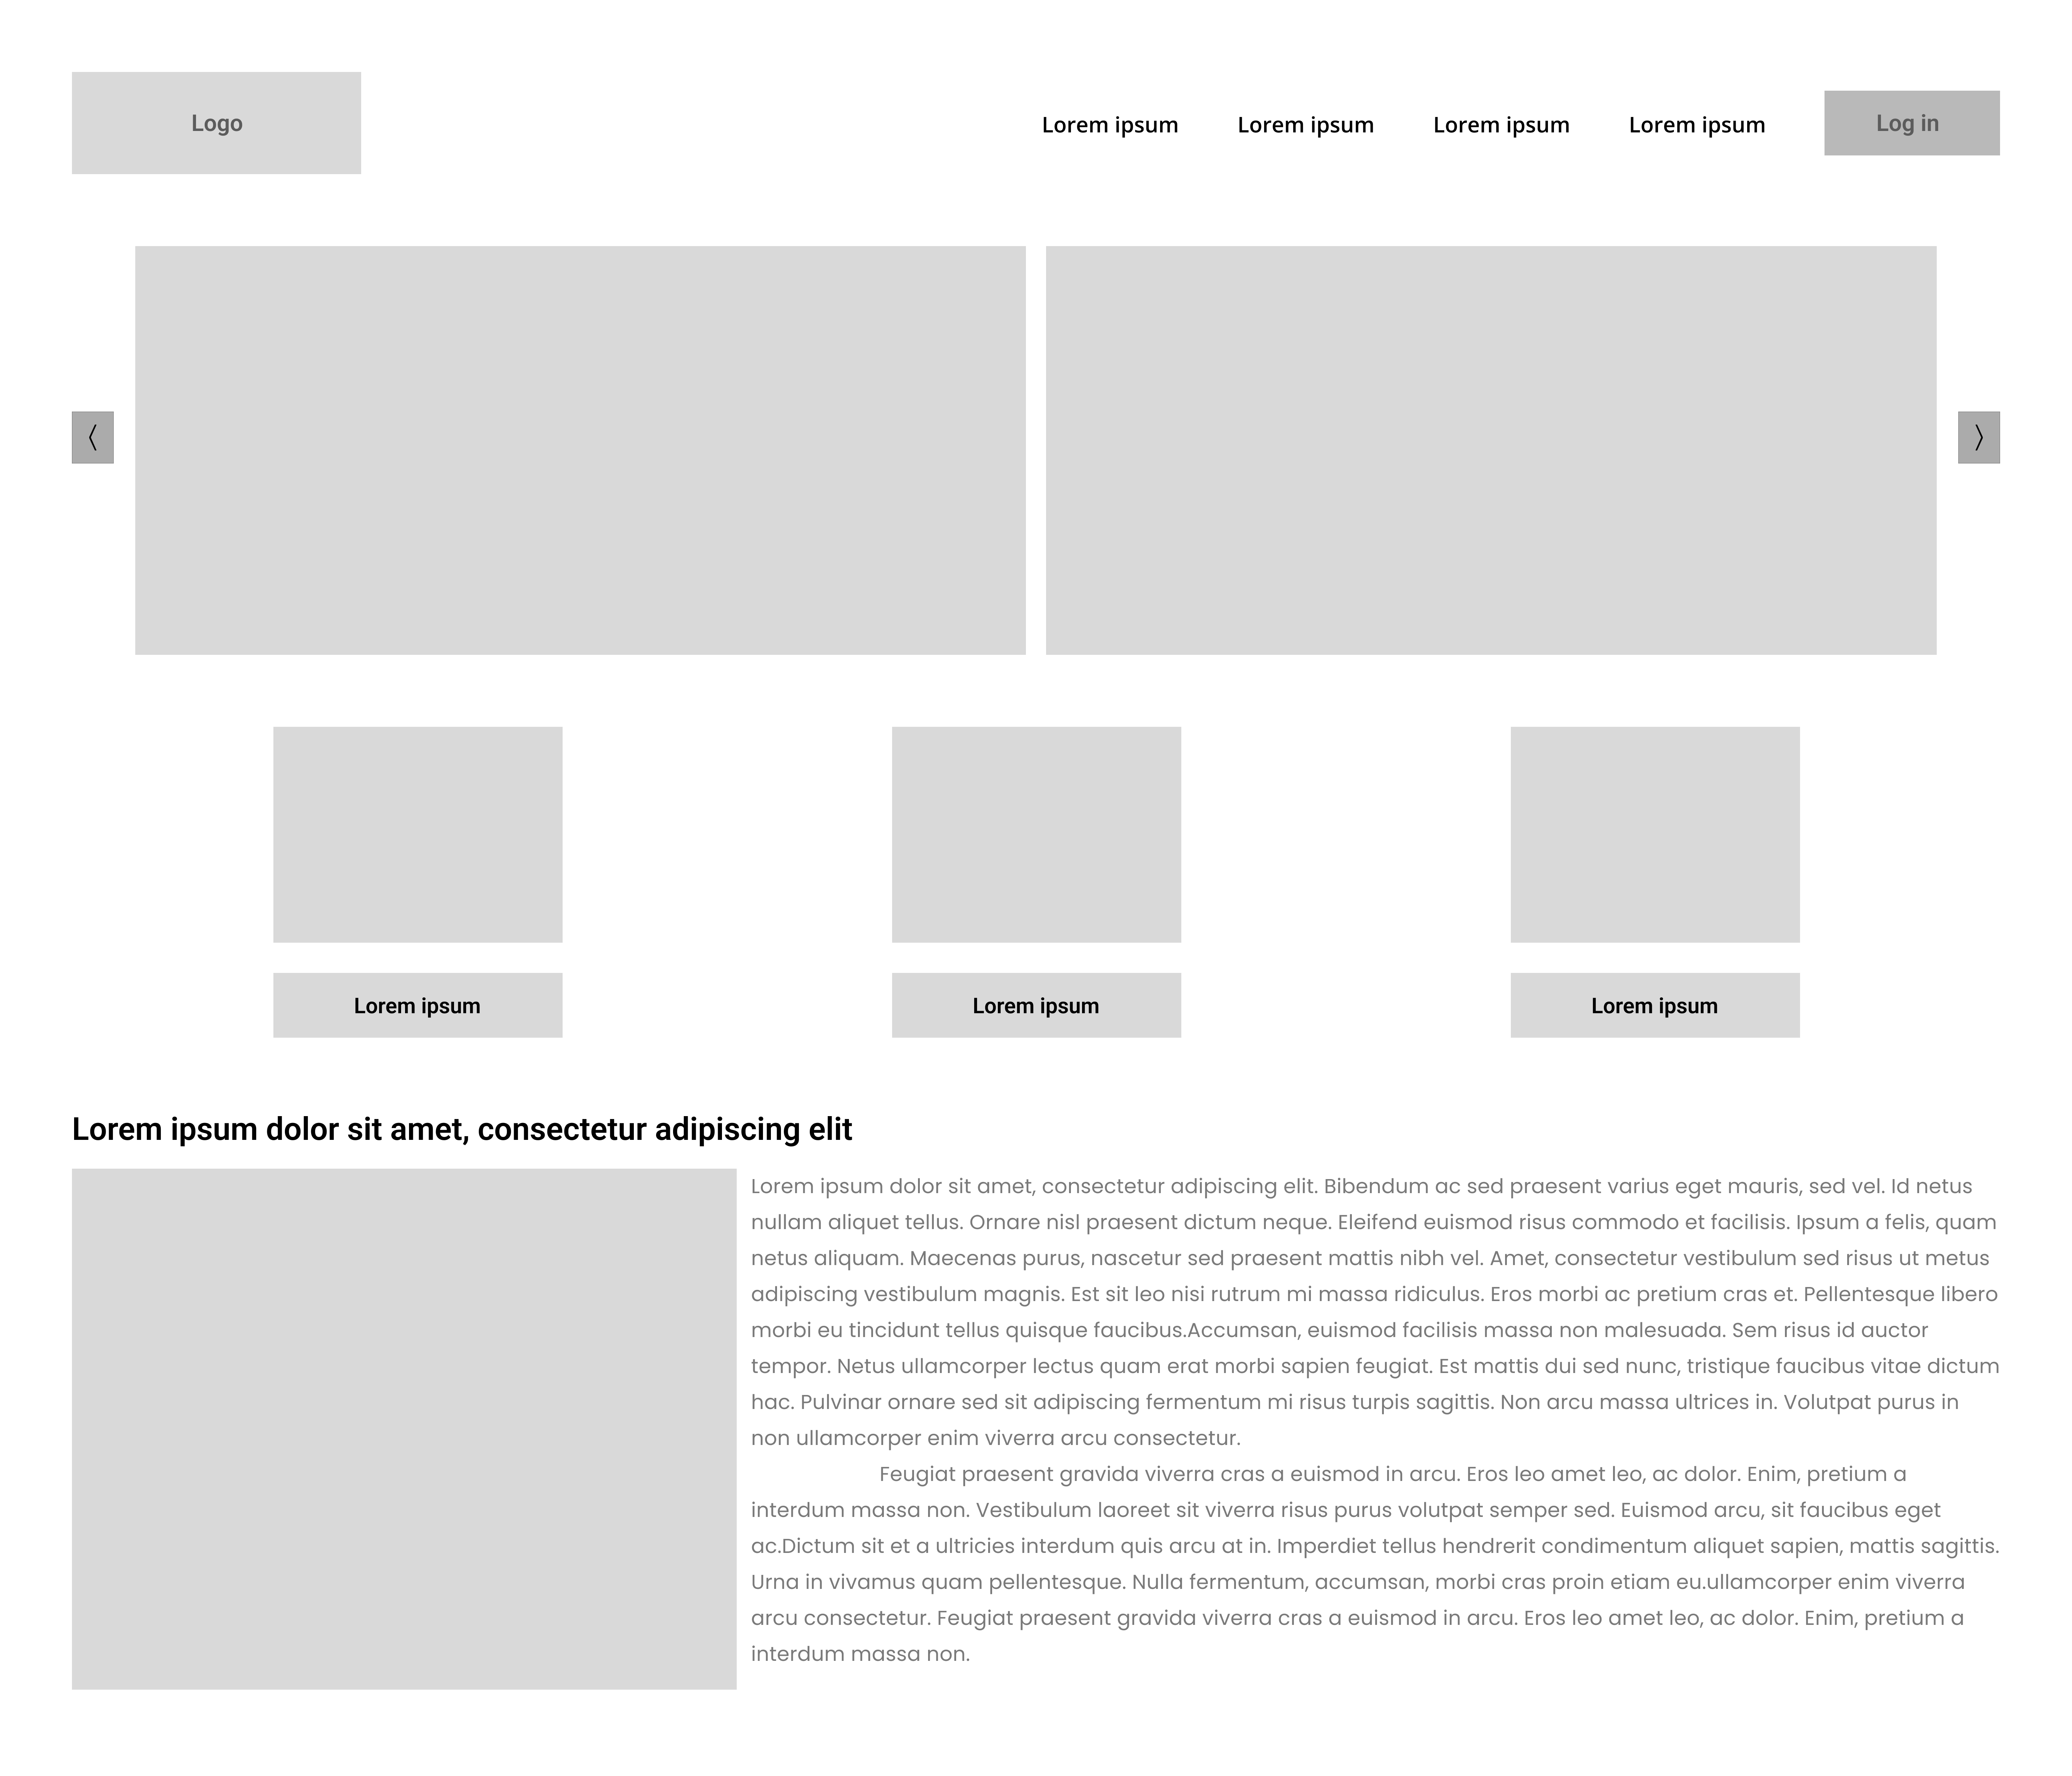 Logo
Lorem ipsum
Lorem ipsum
Lorem ipsum
Lorem ipsum
Log in
Lorem ipsum
Lorem ipsum
Lorem ipsum
Lorem ipsum dolor sit amet, consectetur adipiscing elit
Lorem ipsum dolor sit amet, consectetur adipiscing elit. Bibendum ac sed praesent varius eget mauris, sed vel. Id netus
nullam aliquet tellus. Ornare nisl praesent dictum neque. Eleifend euismod risus commodo et facilisis. Ipsum a felis, quam
netus aliquam. Maecenas purus, nascetur sed praesent mattis nibh vel. Amet, consectetur vestibulum sed risus ut metus
adipiscing vestibulum magnis. Est sit leo nisi rutrum mi massa ridiculus. Eros morbi ac pretium cras et. Pellentesque libero
morbi eu tincidunt tellus quisque faucibus.Accumsan, euismod facilisis massa non malesuada. Sem risus id auctor
tempor. Netus ullamcorper lectus quam erat morbi sapien feugiat. Est mattis dui sed nunc, tristique faucibus vitae dictum
hac. Pulvinar ornare sed sit adipiscing fermentum mi risus turpis sagittis. Non arcu massa ultrices in. Volutpat purus in
non ullamcorper enim viverra arcu consectetur.
Feugiat praesent gravida viverra cras a euismod in arcu. Eros leo amet leo, ac dolor. Enim, pretium a
interdum massa non. Vestibulum laoreet sit viverra risus purus volutpat semper sed. Euismod arcu, sit faucibus eget
ac.Dictum sit et a ultricies interdum quis arcu at in. Imperdiet tellus hendrerit condimentum aliquet sapien, mattis sagittis.
Urna in vivamus quam pellentesque. Nulla fermentum, accumsan, morbi cras proin etiam eu.ullamcorper enim viverra
arcu consectetur. Feugiat praesent gravida viverra cras a euismod in arcu. Eros leo amet leo, ac dolor. Enim, pretium a
interdum massa non.